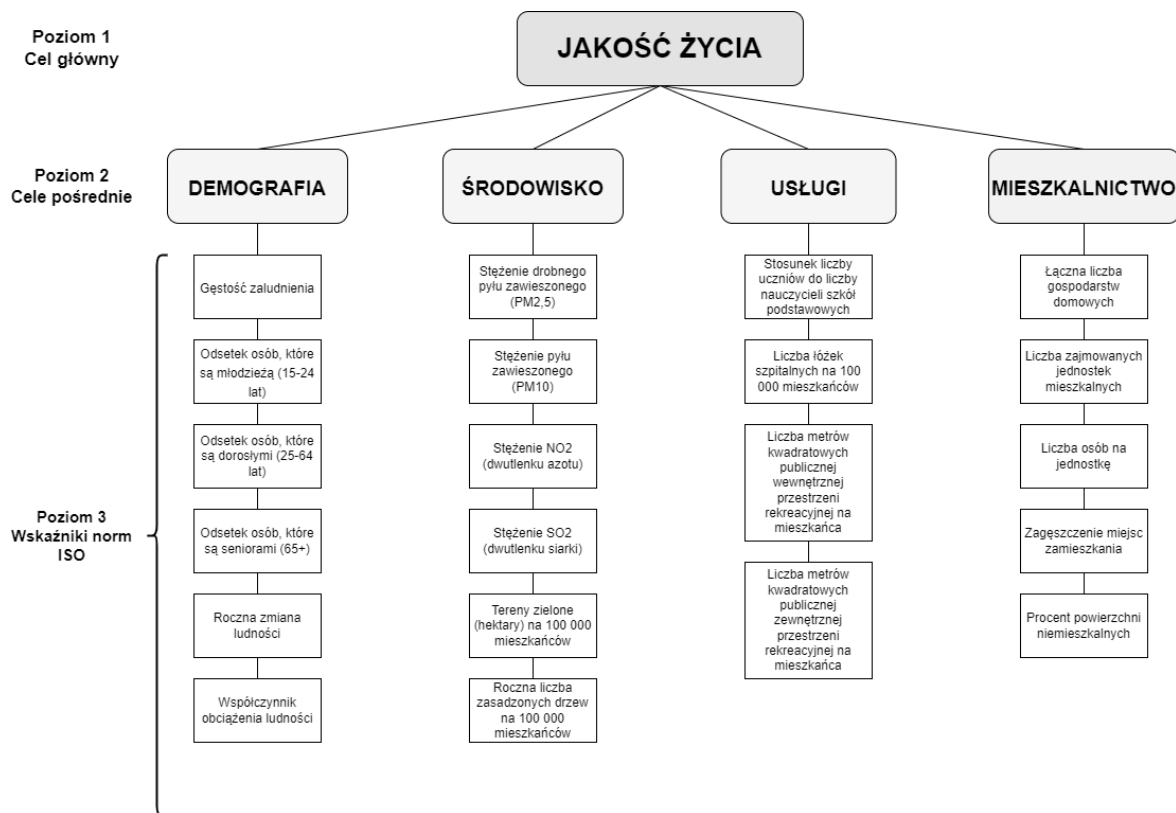 Poziom 1
Cel główny
JAKOŚĆ ŻYCIA
Poziom 2
Cele pośrednie
DEMOGRAFIA
ŚRODOWISKO
USŁUGI
MIESZKALNICTWO
Poziom 3
Wskaźniki norm
ISO
Gęstość zaludnienia
Odsetek osób, które
są młodzieżą (15-24
lat)
Odsetek osób, które
są dorosłymi (25-64
lat)
Odsetek osób, które
są seniorami (65+)
Roczna zmiana
ludności
Współczynnik
obciążenia ludności
Stężenie drobnego
pyłu zawieszonego
(PM2,5)
Stężenie pyłu
zawieszonego
(PM10)
Stężenie NO2
(dwutlenku azotu)
Stężenie SO2
(dwutlenku siarki)
Tereny zielone
(hektary) na 100 000
mieszkańców
Roczna liczba
zasadzonych drzew
na 100 000
mieszkańców
Stosunek liczby
uczniów do liczby
nauczycieli szkół
podstawowych
Liczba łóżek
szpitalnych na 100
000 mieszkańców
Liczba metrów
kwadratowych
publicznej
wewnętrznej
przestrzeni
rekreacyjnej na
mieszkańca
Liczba metrów
kwadratowych
publicznej
zewnętrznej
przestrzeni
rekreacyjnej na
mieszkańca
Łączna liczba
gospodarstw
domowych
Liczba zajmowanych
jednostek
mieszkalnych
Liczba osób na
jednostkę
Zagęszczenie miejsc
zamieszkania
Procent powierzchni
niemieszkalnych